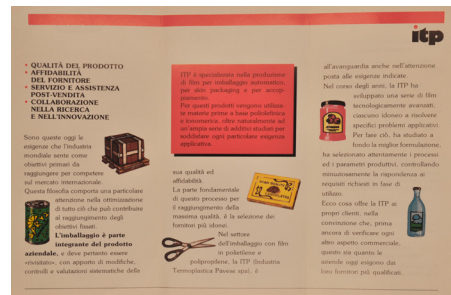 itp
• QUALITÀ DEL PRODOTTO
• AFFIDABILITÀ
DEL FORNITORE
• SERVIZIO E ASSISTENZA
POST-VENDITA
• COLLABORAZIONE
NELLA RICERCA
E NELL'INNOVAZIONE
Sono queste oggi le
esigenze che l'industria
mondiale sente come
obiettivi primari da
raggiungere per competere
sul mercato internazionale.
Questa filosofia comporta una particolare
attenzione nella ottimizzazione
di tutto ciò che può contribuire
al raggiungimento degli
obiettivi fissati.
L'imballaggio è parte
integrante del prodotto
aziendale, e deve pertanto essere
«rivisitato», con apporto di modifiche,
controlli e valutazioni sistematiche delle
ITP è specializzata nella produzione
di film per imballaggio automatico,
per skin packaging e per accop-
piamento.
Per questi prodotti vengono utilizza-
te materie prime a base poliolefinica
e ionomerica, oltre naturalmente ad
un'ampia serie di additivi studiati per
soddisfare ogni particolare esigenza
applicativa.
sua qualità ed
affidabilità.
La parte fondamentale
di questo processo per
il raggiungimento della
massima qualità, è la selezione dei
fornitori più idonei.
Nel settore
dell'imballaggio con film
in polietilene e
polipropilene, la ITP (Industria
Termoplastica Pavese spa), è
all'avanguardia anche nell'attenzione
posta alle esigenze indicate.
Nel corso degli anni, la ITP ha
sviluppato una serie di film
tecnologicamente avanzati,
ciascuno idoneo a risolvere
specifici problemi applicativi.
Per fare ciò, ha studiato a
fondo la miglior formulazione,
ha selezionato attentamente i processi
ed i parametri produttivi, controllando
minutamente la rispondenza ai
requisiti richiesti in fase di
utilizzo.
Ecco cosa offre la ITP ai
propri clienti, nella
convinzione che, prima
ancora di verificare ogni
altro aspetto commerciale,
questo sia quanto le
aziende oggi esigono dai
loro fornitori più qualificati.